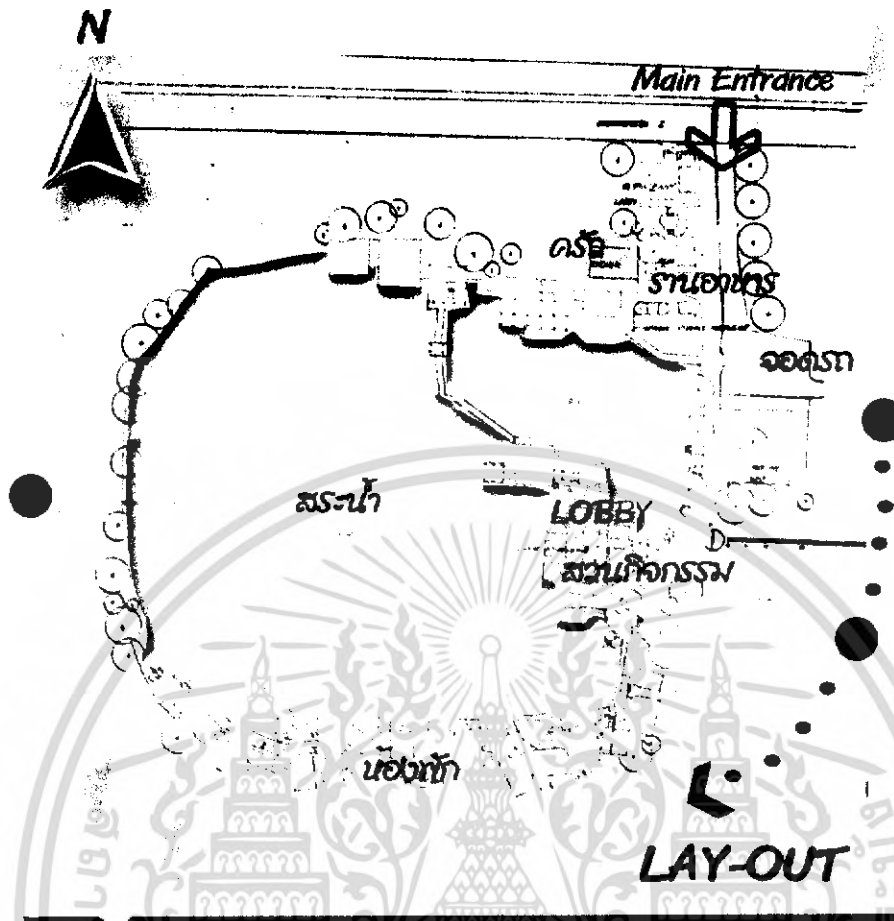 N
Main Entrance
ครัว
รานอาหาร
จอดรถ
สระน้ำ
LOBBY
สวนกิจกรรม
ห้องพัก
LAY-OUT